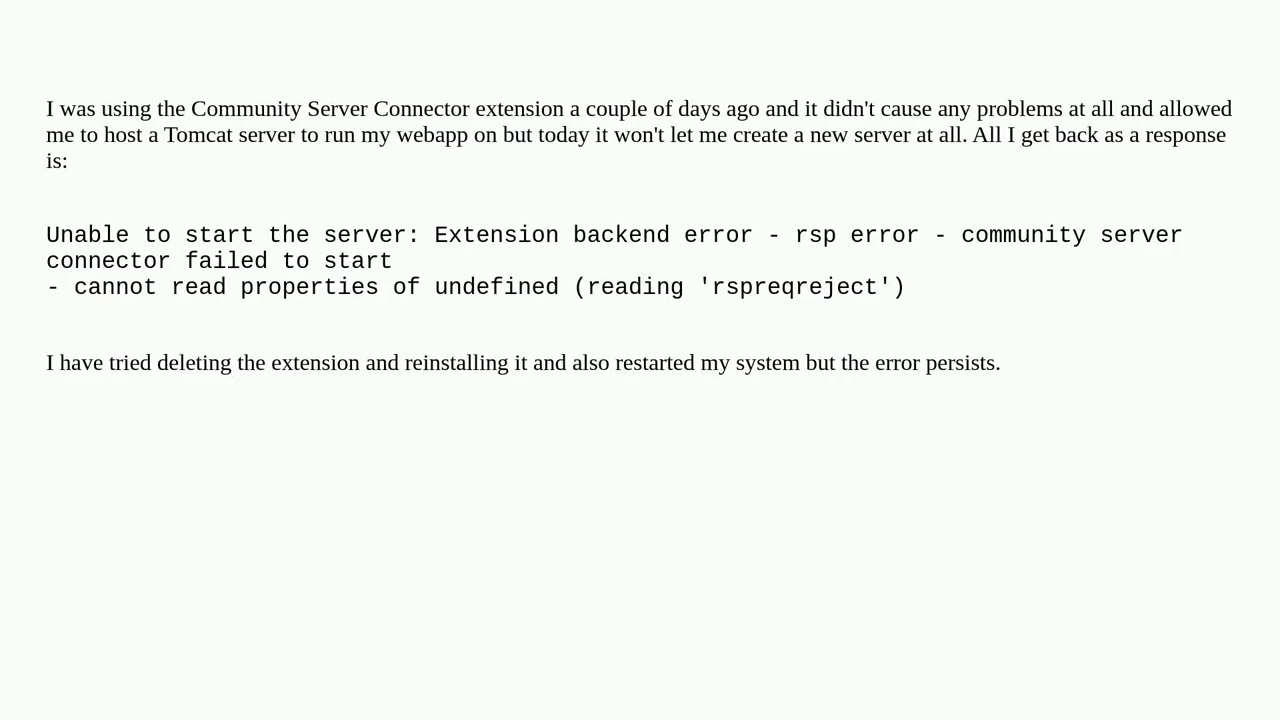 I was using the Community Server Connector extension a couple of days ago and it didn't cause any problems at all and allowed
me to host a Tomcat server to run my webapp on but today it won't let me create a new server at all. All I get back as a response
is:
Unable to start the server: Extension backend error - rsp error - community server
connector failed to start
- cannot read properties of undefined (reading 'rspreqreject')
I have tried deleting the extension and reinstalling it and also restarted my system but the error persists.